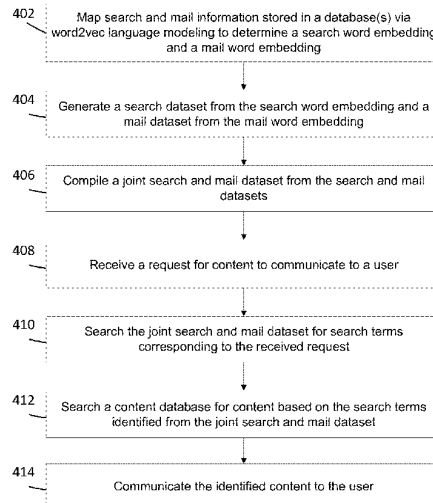 402
Map search and mail information stored in a database(s) via
word2vec language modeling to determine a search word embedding
and a mail word embedding
404
Generate a search dataset from the search word embedding and a
mail dataset from the mail word embedding
406
Compile a joint search and mail dataset from the search and mail
datasets
408
Receive a request for content to communicate to a user
410
Search the joint search and mail dataset for search terms
corresponding to the received request
412
Search a content database for content based on the search terms
identified from the joint search and mail dataset
414
Communicate the identified content to the user